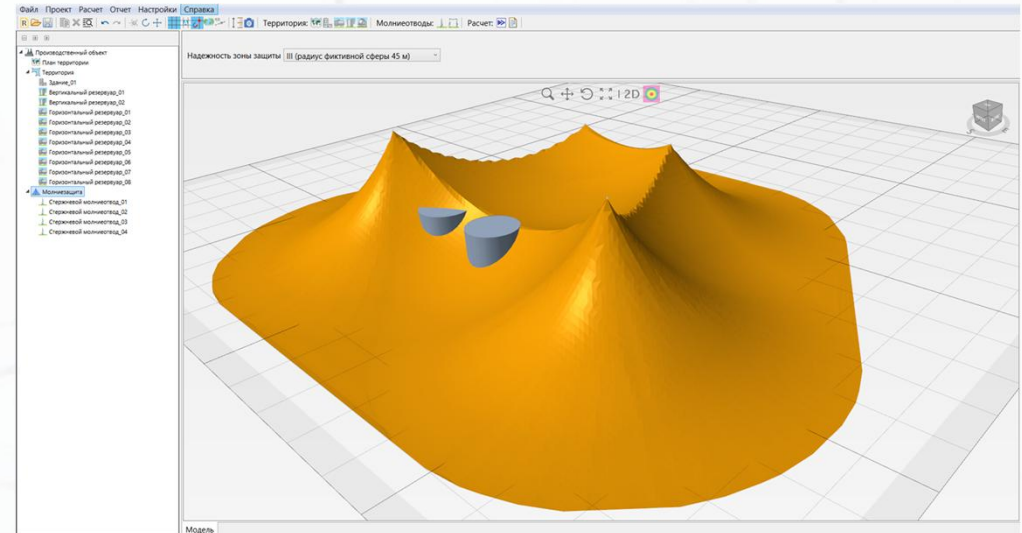 Файл Проект Расчет Отчет Настройки Справка
Территория: Молниеотводы: Расчет:
Надежность зоны защиты III (радиус фиктивной сферы 45 м)
Производственный объект
План территории
Территория
Здание_01
Вертикальный резервуар_01
Вертикальный резервуар_02
Горизонтальный резервуар_01
Горизонтальный резервуар_02
Горизонтальный резервуар_03
Горизонтальный резервуар_04
Горизонтальный резервуар_05
Горизонтальный резервуар_06
Горизонтальный резервуар_07
Горизонтальный резервуар_08
Молниезащита
Стержневой молниеотвод_01
Стержневой молниеотвод_02
Стержневой молниеотвод_03
Стержневой молниеотвод_04
2D
Модель